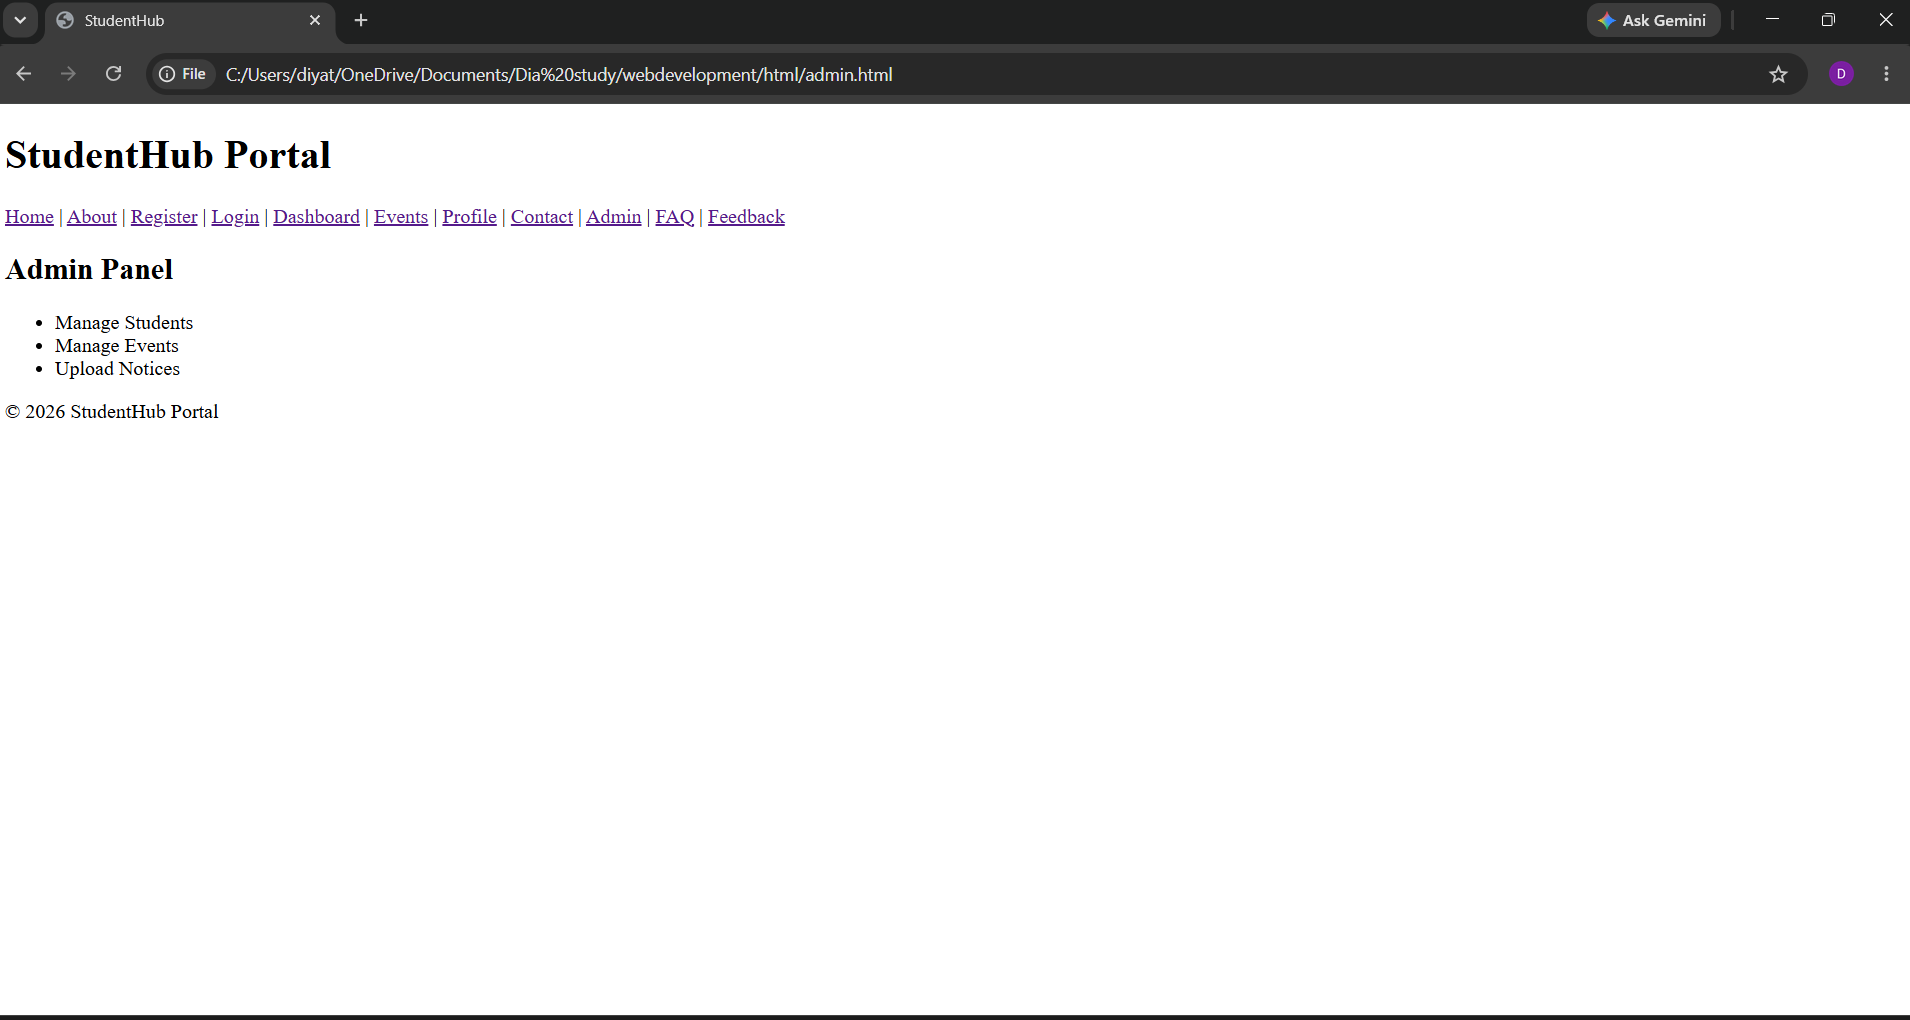 StudentHub
Ask Gemini
File C:/Users/diyat/OneDrive/Documents/Dia%20study/webdevelopment/html/admin.html
D
StudentHub Portal
Home | About | Register | Login | Dashboard | Events | Profile | Contact | Admin | FAQ | Feedback
Admin Panel
• Manage Students
• Manage Events
• Upload Notices
© 2026 StudentHub Portal